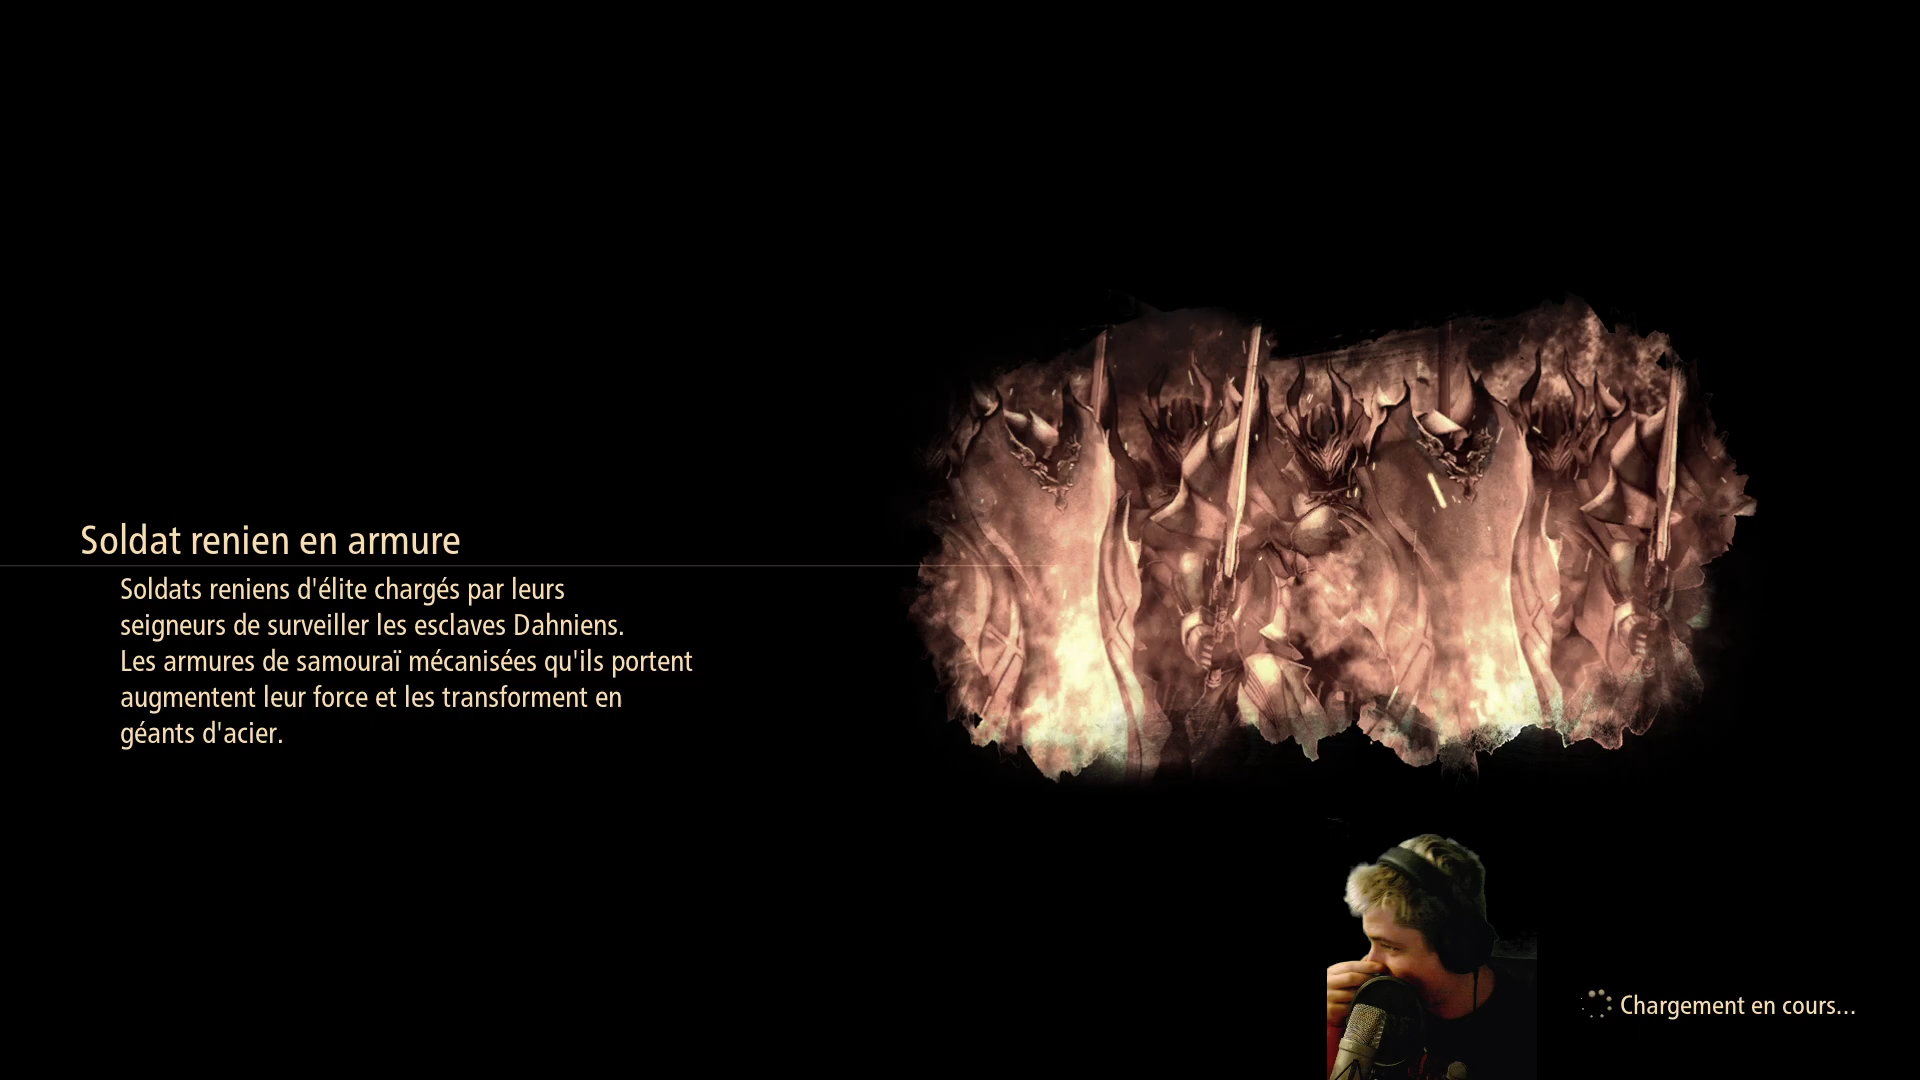 Soldat renien en armure
Soldats reniens d'élite chargés par leurs
seigneurs de surveiller les esclaves Dahniens.
Les armures de samouraï mécanisées qu'ils portent
augmentent leur force et les transforment en
géants d'acier.
Chargement en cours...